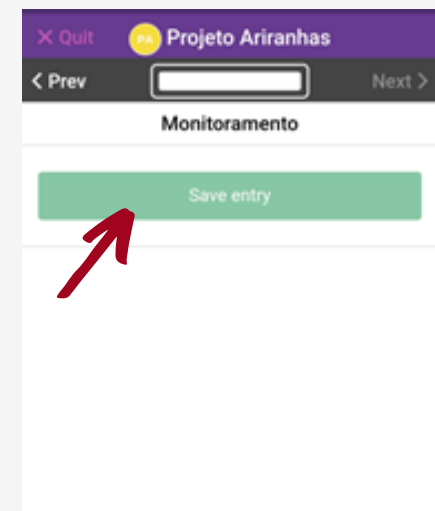 X Quit PA Projeto Ariranhas
< Prev Next >
Monitoramento
Save entry